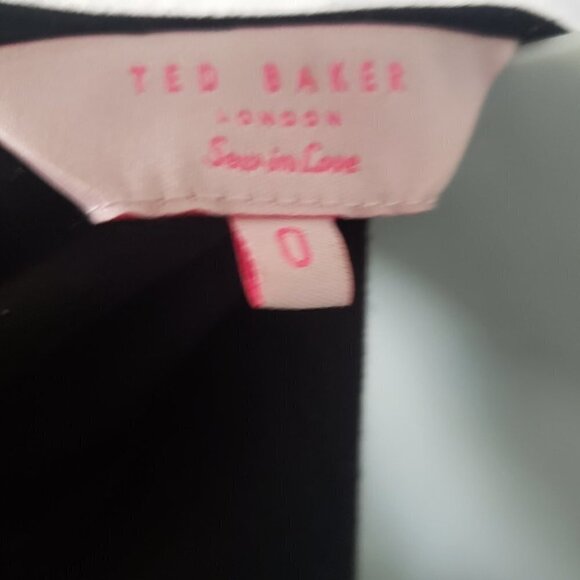 TED BAKER
LONDON
Sew in Love
0